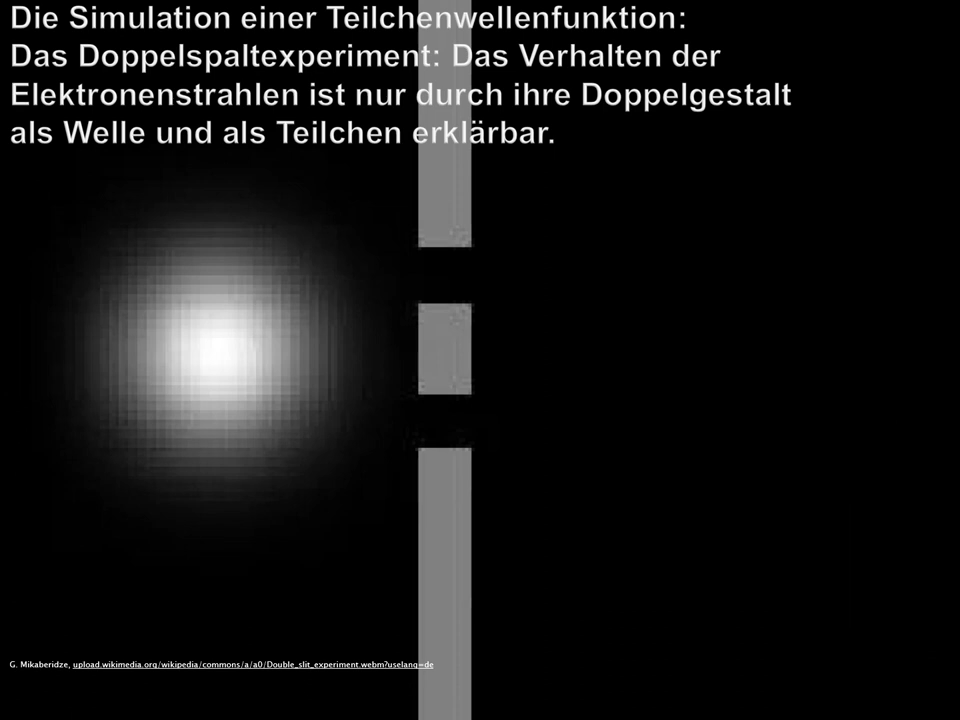 Die Simulation einer Teilchenwellenfunktion:
Das Doppelspaltexperiment: Das Verhalten der
Elektronenstrahlen ist nur durch ihre Doppelgestalt
als Welle und als Teilchen erklärbar.
G. Mikaberidze, upload.wikimedia.org/wikipedia/commons/a/a0/Double_slit_experiment.webm?uselang=de